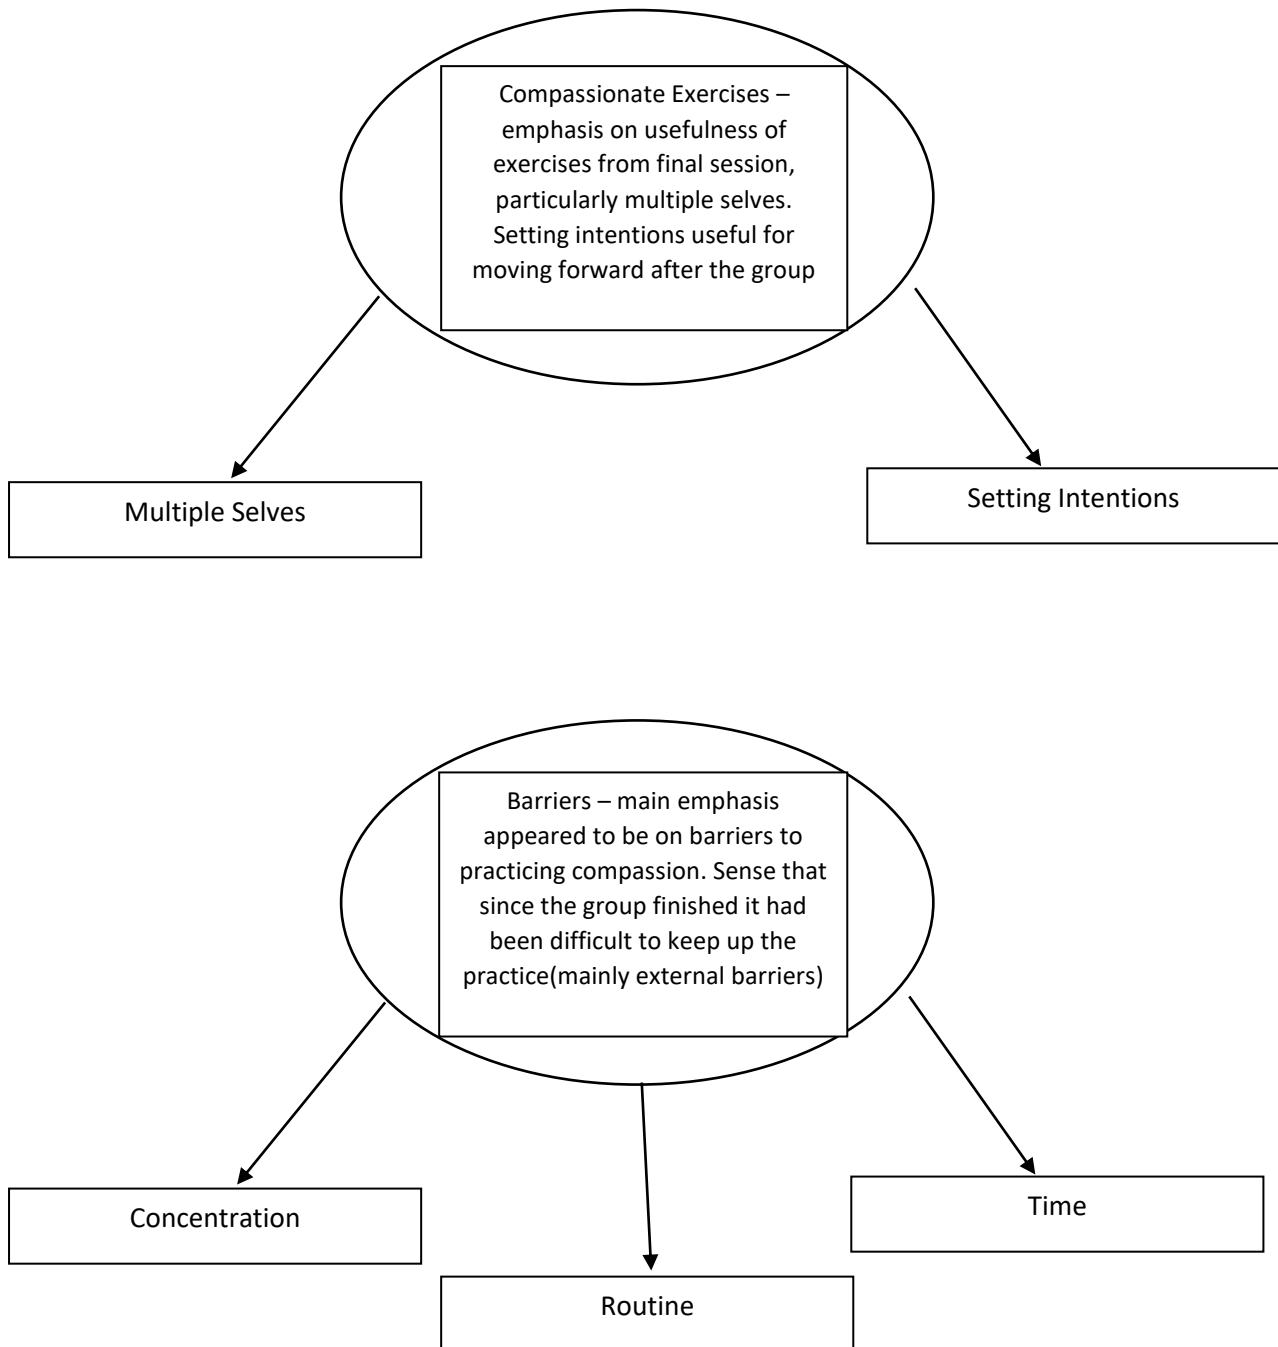 Compassionate Exercises –
emphasis on usefulness of
exercises from final session,
particularly multiple selves.
Setting intentions useful for
moving forward after the group
Multiple Selves
Setting Intentions
Barriers – main emphasis
appeared to be on barriers to
practicing compassion. Sense that
since the group finished it had
been difficult to keep up the
practice(mainly external barriers)
Concentration
Time
Routine